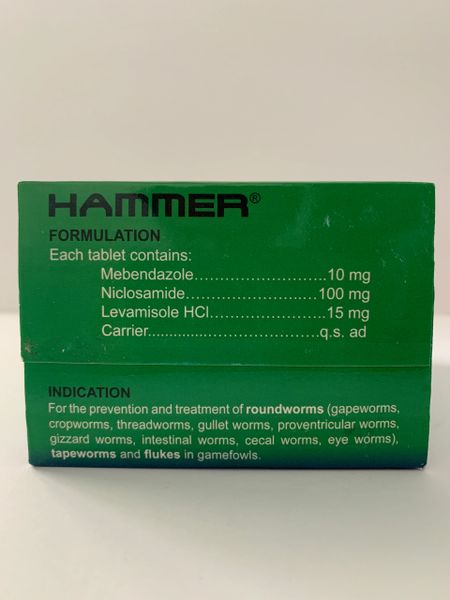 HAMMER®
FORMULATION
Each tablet contains:
Mebendazole............................10 mg
Niclosamide............................100 mg
Levamisole HCl.........................15 mg
Carrier................................q.s. ad
INDICATION
For the prevention and treatment of roundworms (gapeworms,
cropworms, threadworms, gullet worms, proventricular worms,
gizzard worms, intestinal worms, cecal worms, eye worms),
tapeworms and flukes in gamefowls.